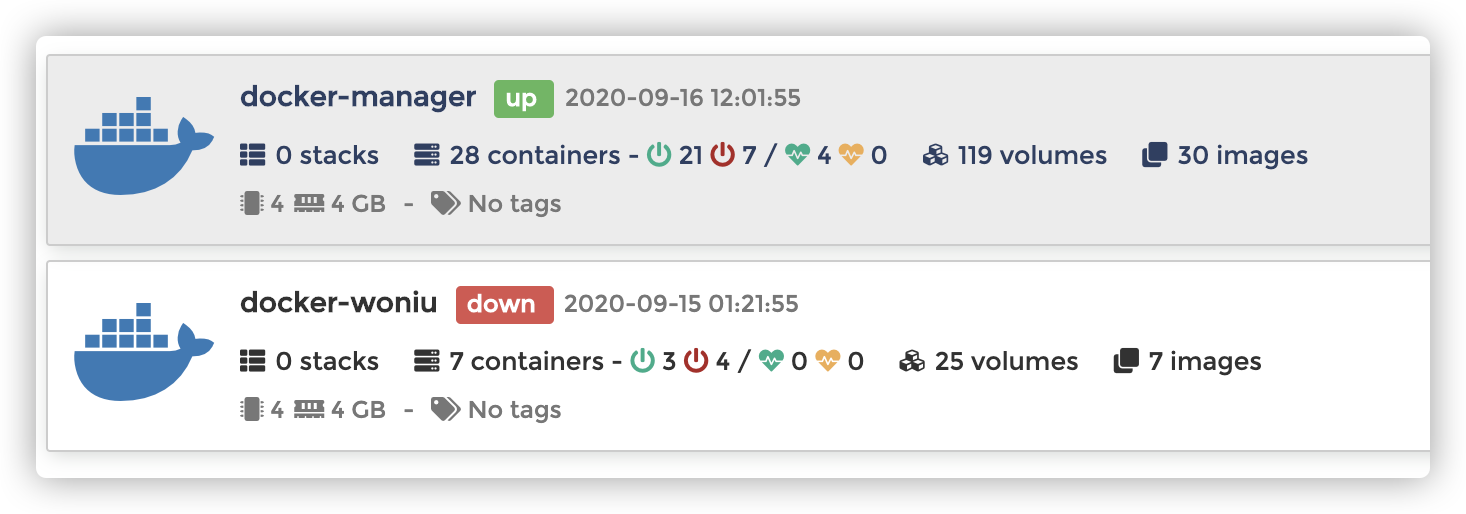 docker-manager up 2020-09-16 12:01:55
0 stacks 28 containers - 21 7 / 4 0 119 volumes 30 images
4 4 GB - No tags
docker-woniu down 2020-09-15 01:21:55
0 stacks 7 containers - 3 4 / 0 0 25 volumes 7 images
4 4 GB - No tags